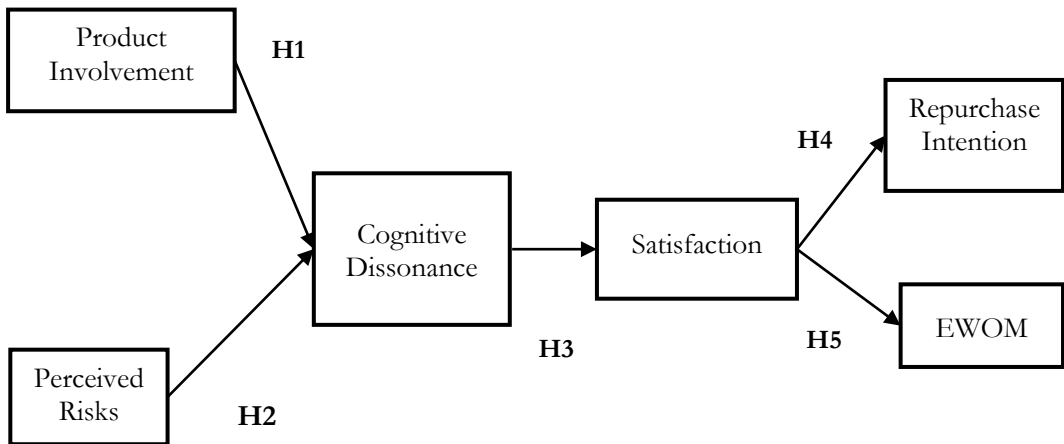 Product
Involvement
H1
Repurchase
Intention
H4
Cognitive
Dissonance
Satisfaction
H3
H5
EWOM
Perceived
Risks
H2